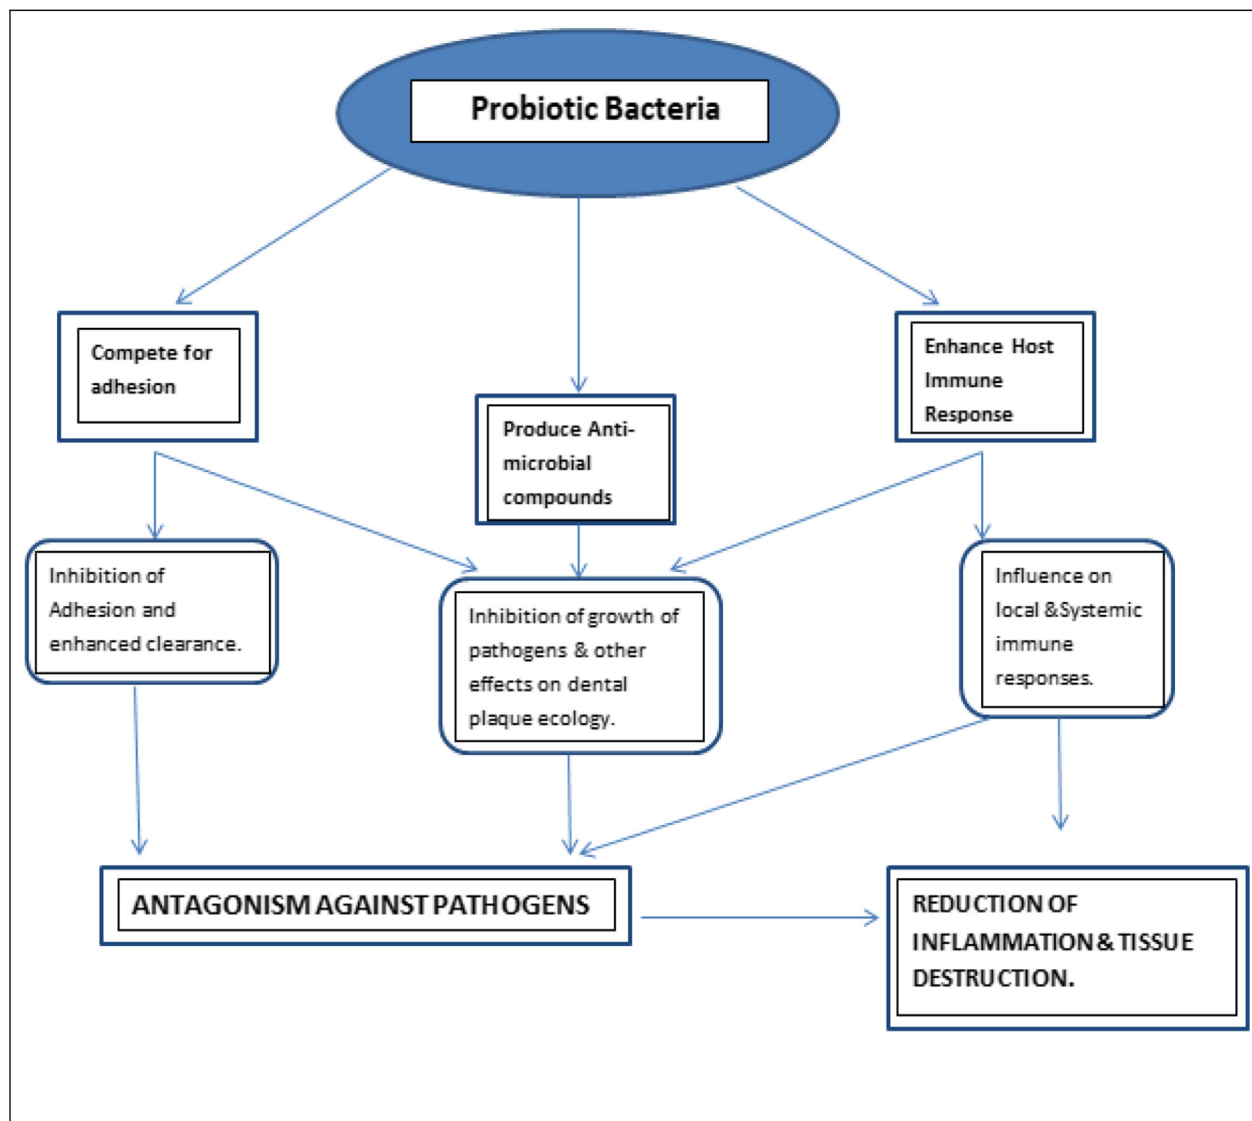 Probiotic Bacteria
Compete for
adhesion
Produce Anti-
microbial
compounds
Enhance Host
Immune
Response
Inhibition of
Adhesion and
enhanced clearance.
Inhibition of growth of
pathogens & other
effects on dental
plaque ecology.
Influence on
local &Systemic
immune
responses.
ANTAGONISM AGAINST PATHOGENS
REDUCTION OF
INFLAMMATION & TISSUE
DESTRUCTION.